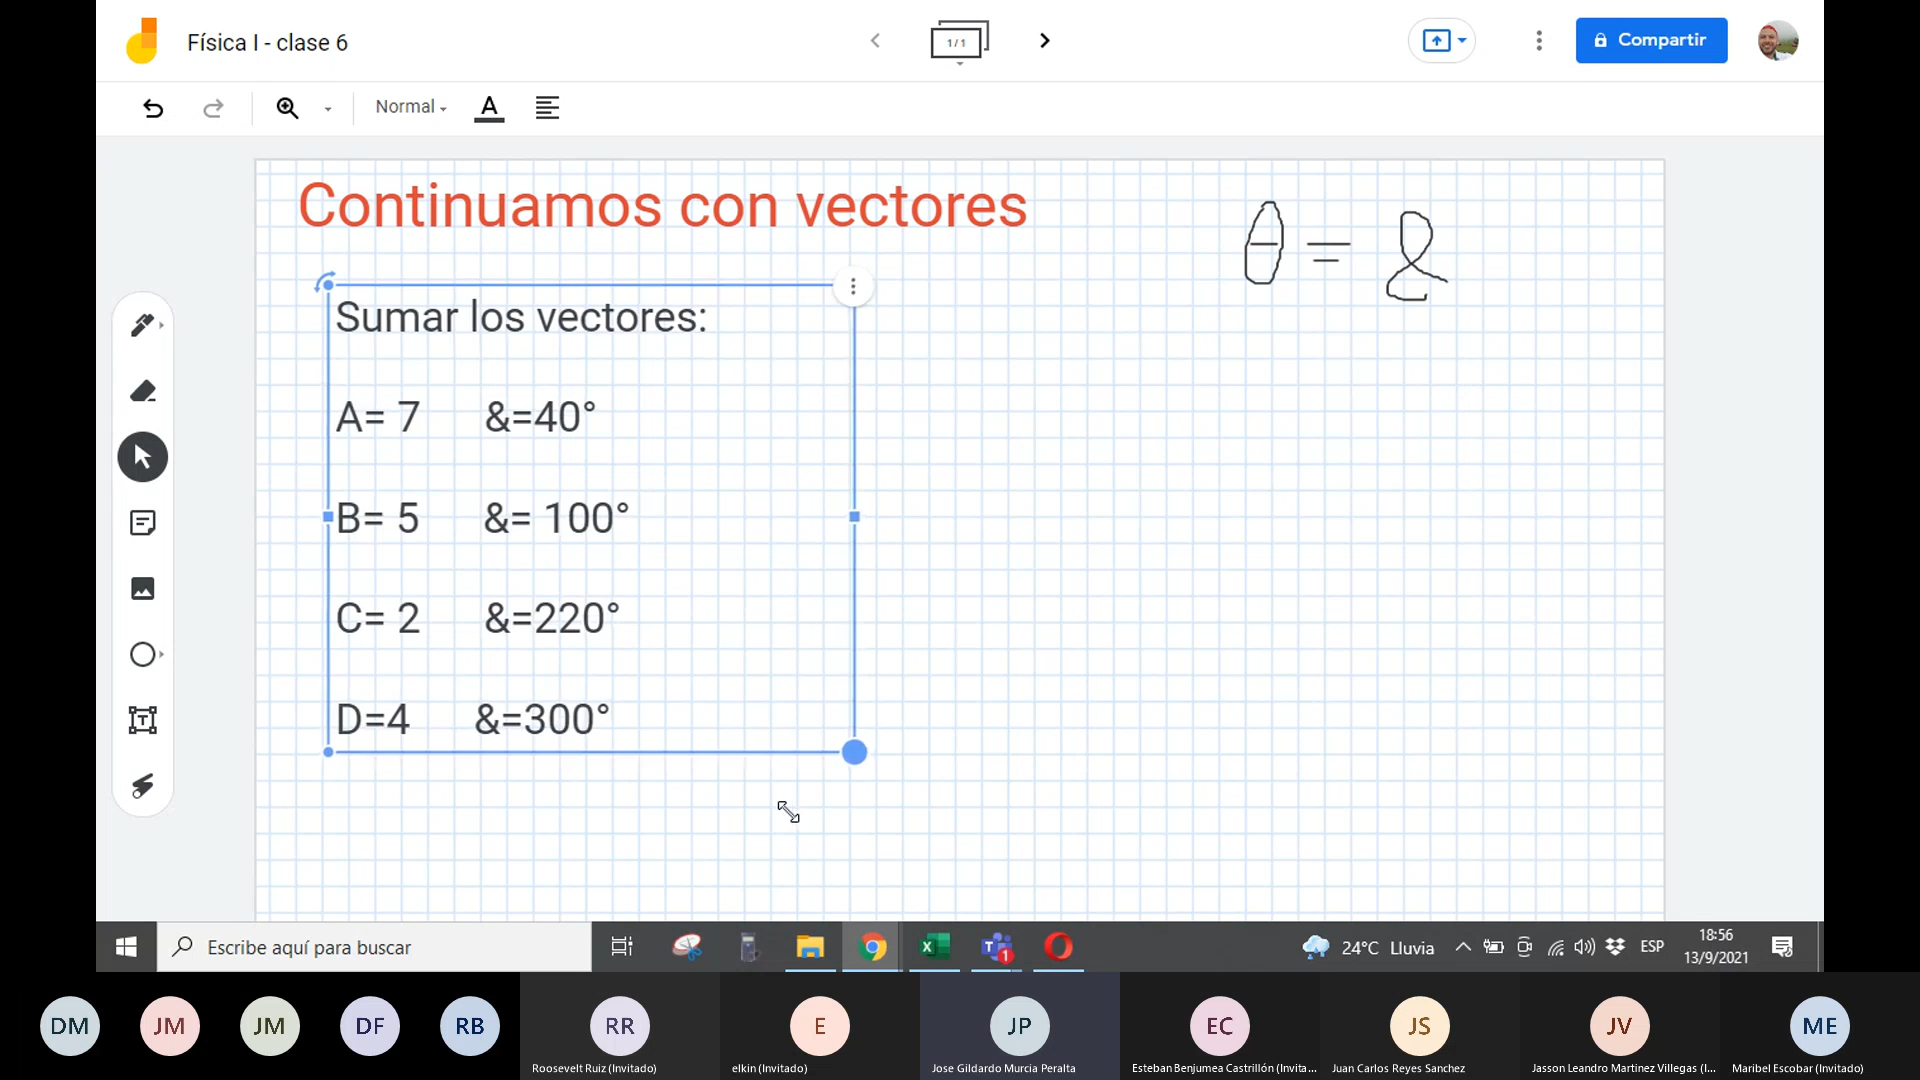 Física I - clase 6
1 / 1
Compartir
Normal
A
Continuamos con vectores
θ = &
Sumar los vectores:
A= 7 &=40°
B= 5 &= 100°
C= 2 &=220°
D=4 &=300°
Escribe aquí para buscar
1
24°C Lluvia
ESP
18:56
13/9/2021
DM
JM
JM
DF
RB
RR
E
JP
EC
JS
JV
ME
Roosevelt Ruiz (Invitado)
elkin (Invitado)
Jose Gildardo Murcia Peralta
Esteban Benjumea Castrillón (Invita...
Juan Carlos Reyes Sanchez
Jasson Leandro Martinez Villegas (I...
Maribel Escobar (Invitado)